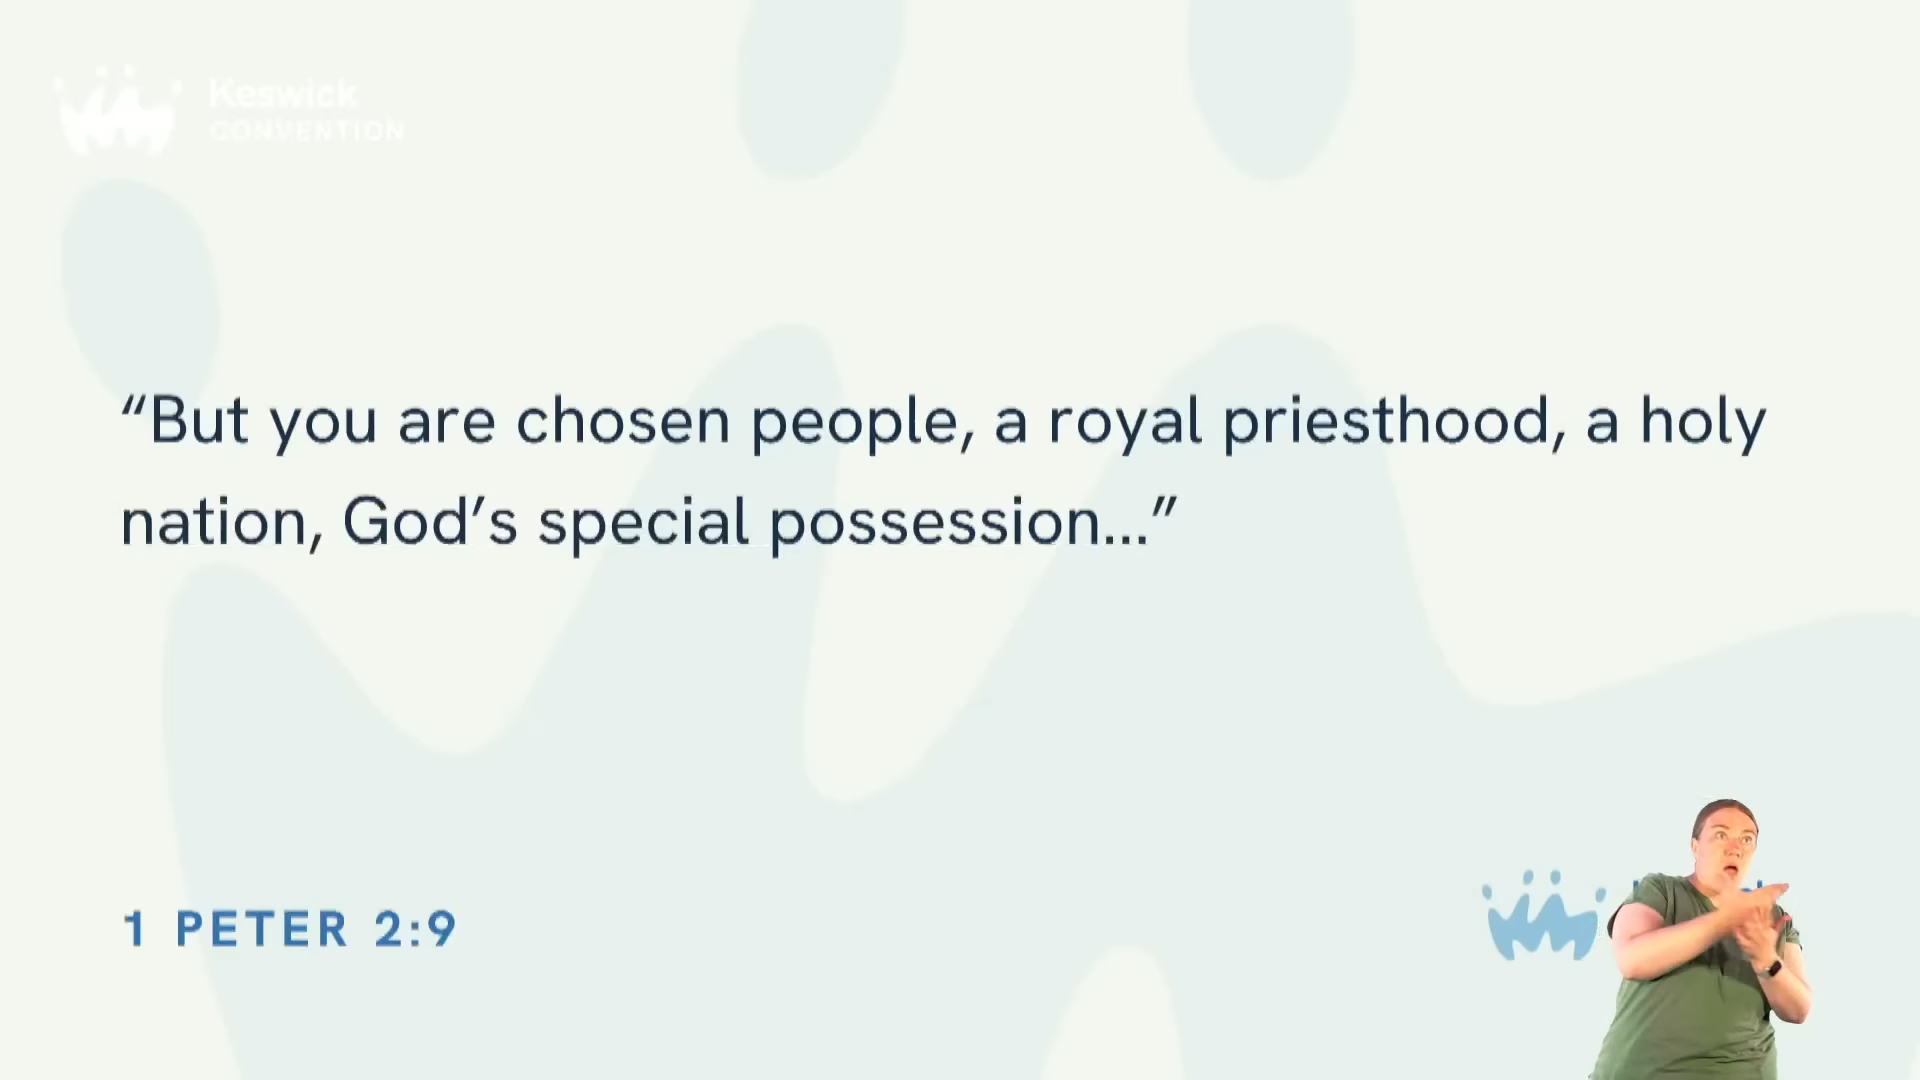 Keswick
CONVENTION
“But you are chosen people, a royal priesthood, a holy
nation, God’s special possession...”
1 PETER 2:9